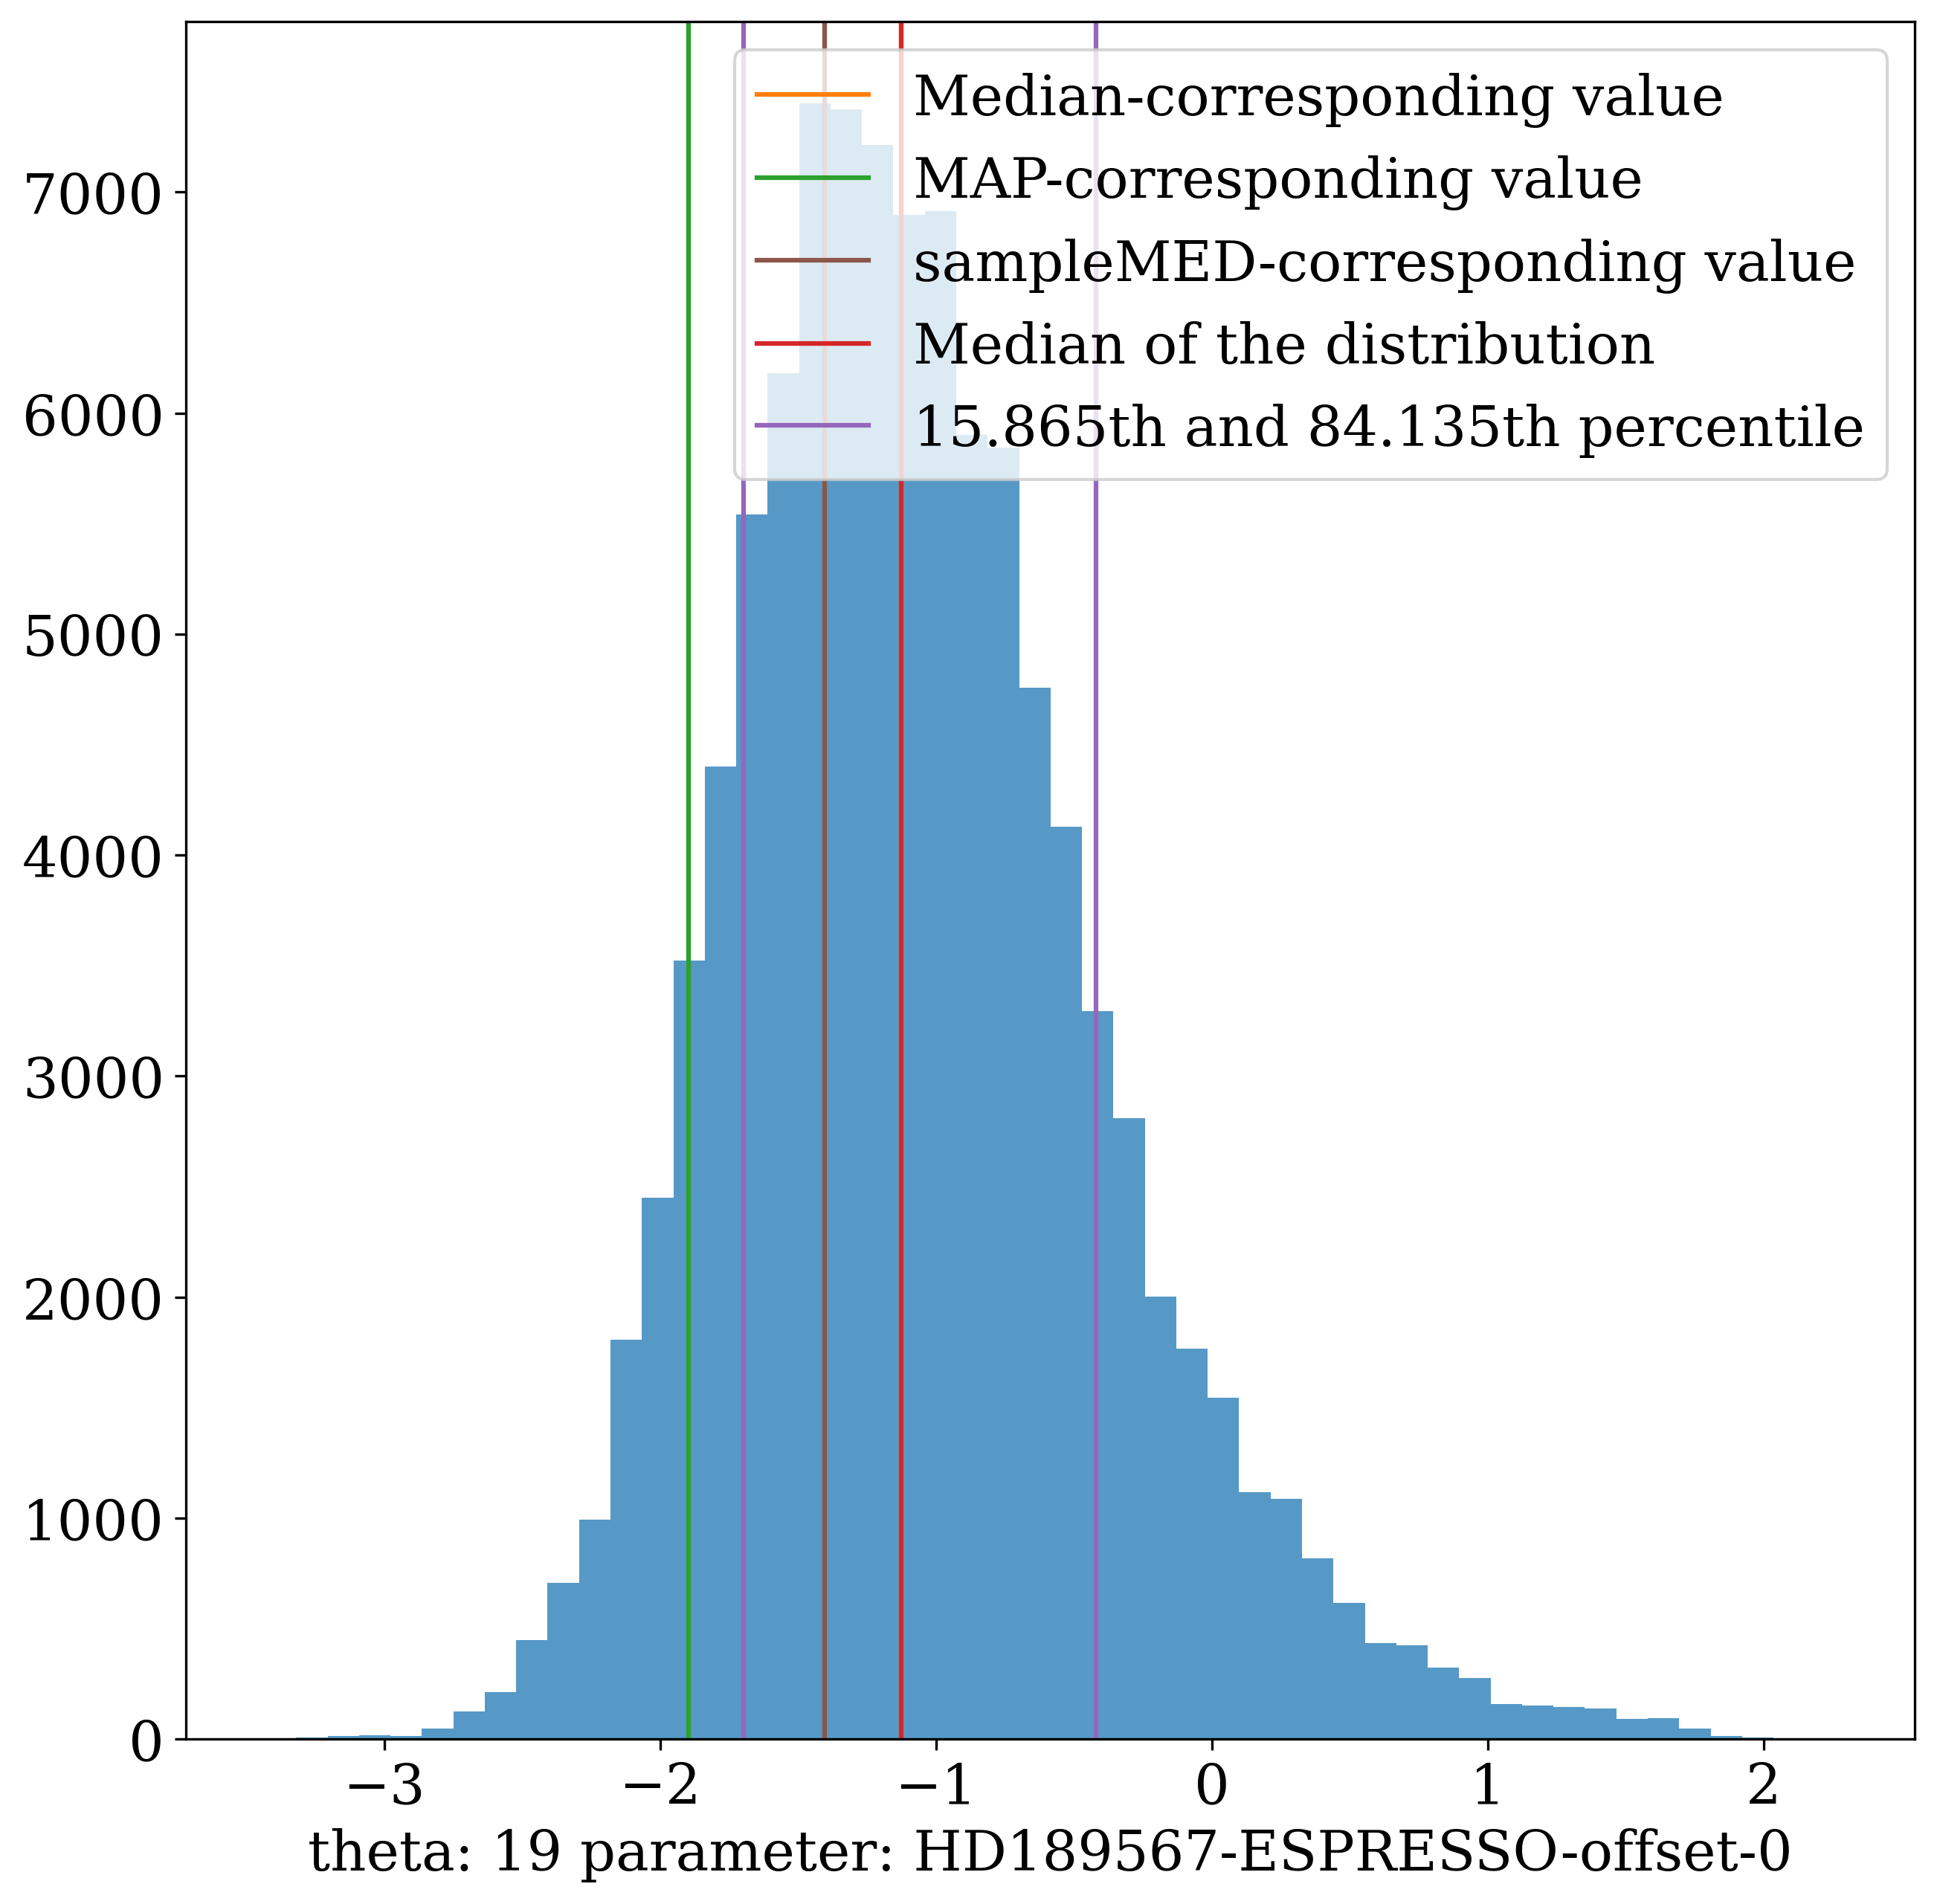 Median-corresponding value
MAP-corresponding value
sampleMED-corresponding value
Median of the distribution
15.865th and 84.135th percentile
7000
6000
5000
4000
3000
2000
1000
0
−3 −2 −1 0 1 2
theta: 19 parameter: HD189567-ESPRESSO-offset-0